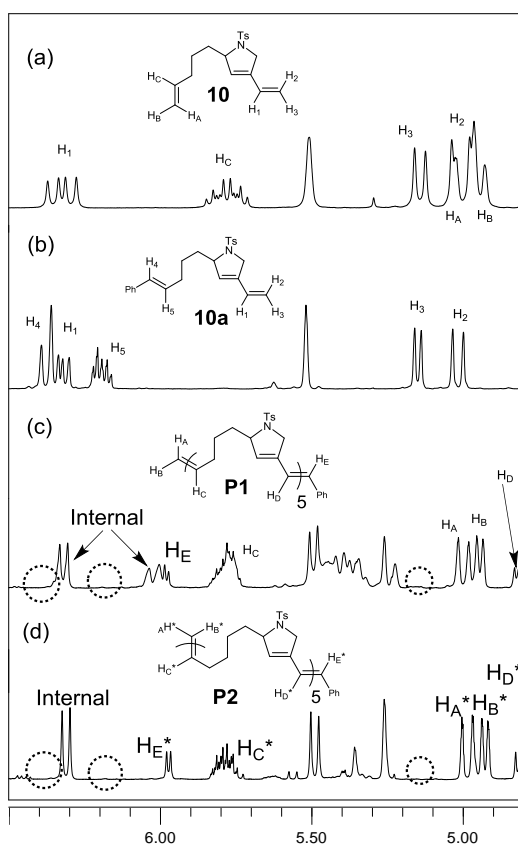 (a)
Ts
N
H_C
H_2
10
H_B
H_A
H_1
H_3
H_1
H_C
H_3
H_2
H_A
H_B
(b)
Ts
H_4
N
H_2
Ph
H_5
10a
H_1
H_3
H_4
H_1
H_5
H_3
H_2
(c)
Ts
H_A
N
H_E
H_B
H_C
P1
H_D
5
Ph
H_D
Internal
H_E
H_C
H_A
H_B
(d)
Ts
AH*
H_B*
N
H_E*
H_C*
P2
H_D*
5
Ph
H_D*
Internal
H_E*
H_C*
H_A*
H_B*
6.00 5.50 5.00